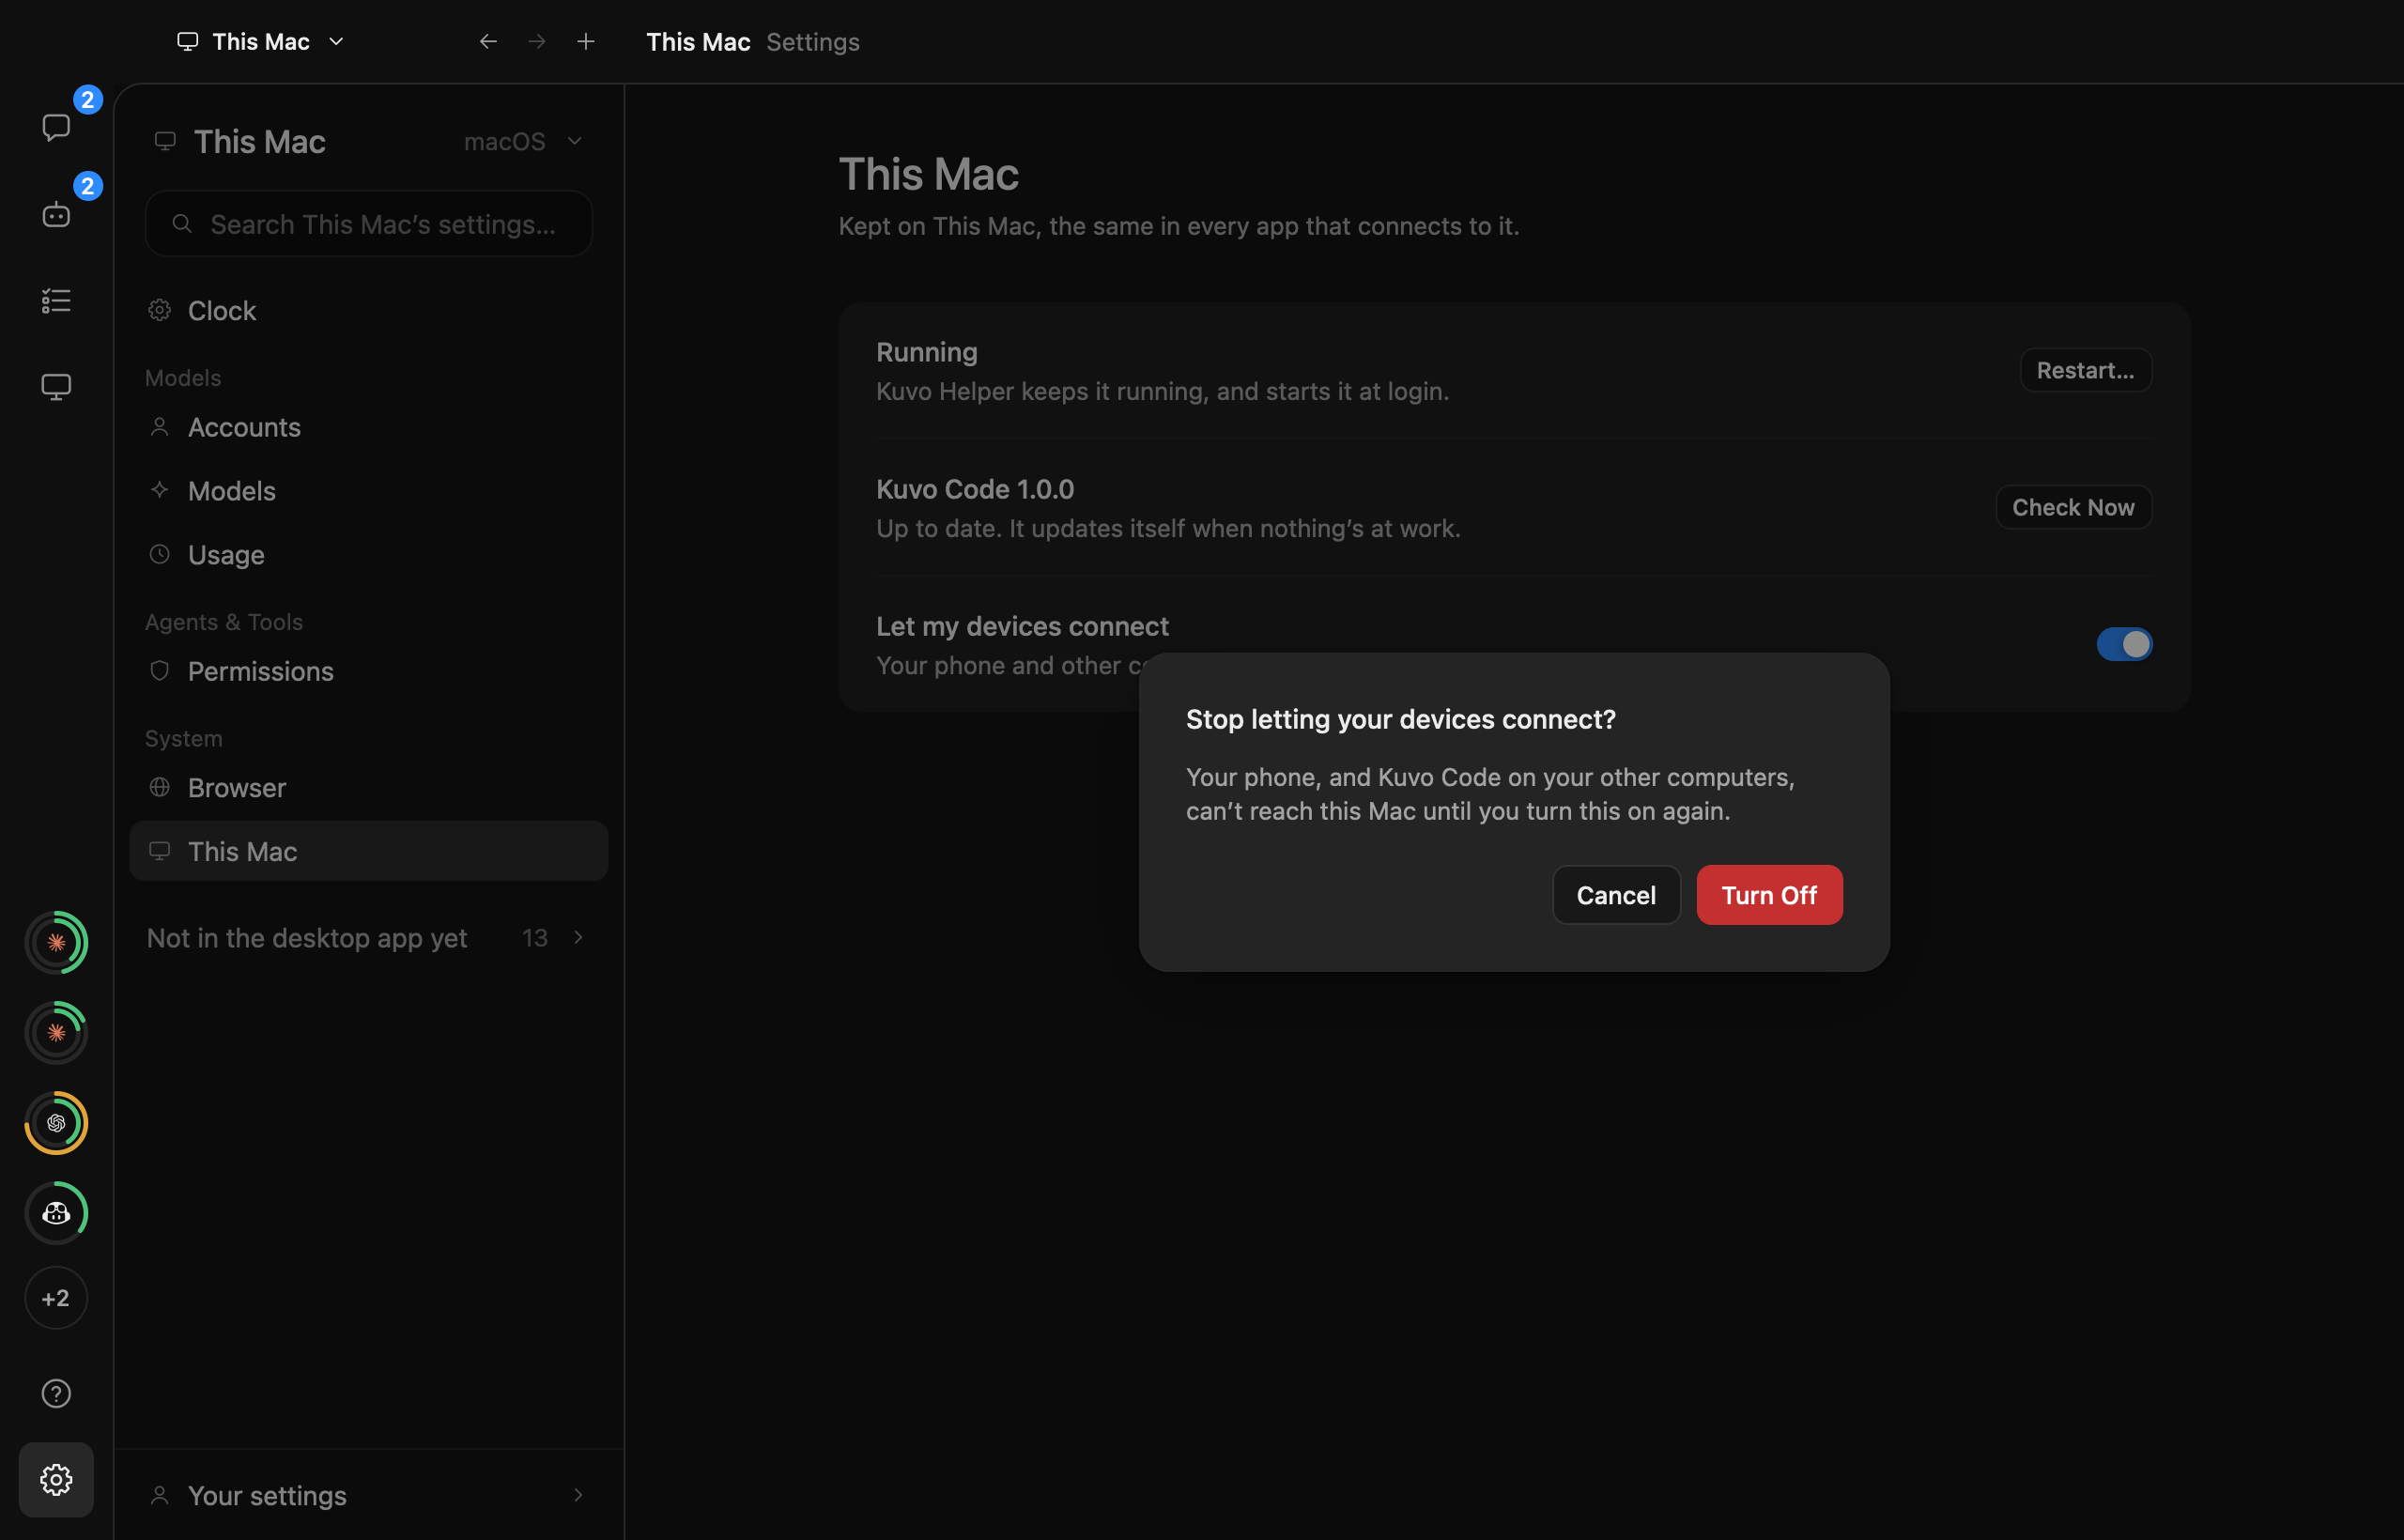 This Mac
This Mac Settings
2
2
This Mac macOS
Search This Mac’s settings...
Clock
Models
Accounts
Models
Usage
Agents & Tools
Permissions
System
Browser
This Mac
Not in the desktop app yet 13
+2
Your settings
This Mac
Kept on This Mac, the same in every app that connects to it.
Running
Kuvo Helper keeps it running, and starts it at login.
Restart...
Kuvo Code 1.0.0
Up to date. It updates itself when nothing’s at work.
Check Now
Let my devices connect
Your phone and other
Stop letting your devices connect?
Your phone, and Kuvo Code on your other computers,
can’t reach this Mac until you turn this on again.
Cancel
Turn Off